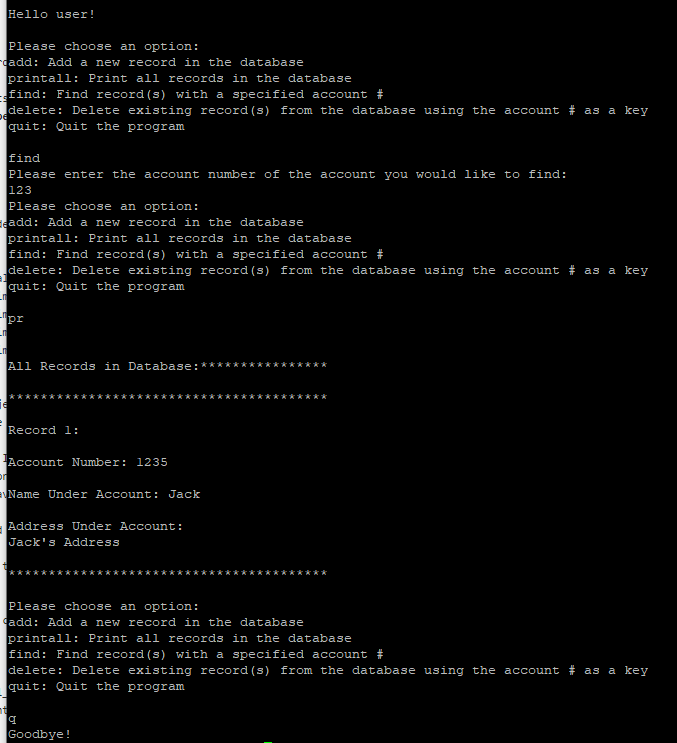 Hello user!
Please choose an option:
add: Add a new record in the database
printall: Print all records in the database
find: Find record(s) with a specified account #
delete: Delete existing record(s) from the database using the account # as a key
quit: Quit the program
find
Please enter the account number of the account you would like to find:
123
Please choose an option:
add: Add a new record in the database
printall: Print all records in the database
find: Find record(s) with a specified account #
delete: Delete existing record(s) from the database using the account # as a key
quit: Quit the program
pr
All Records in Database:****************
****************************************
Record 1:
Account Number: 1235
Name Under Account: Jack
Address Under Account:
Jack's Address
****************************************
Please choose an option:
add: Add a new record in the database
printall: Print all records in the database
find: Find record(s) with a specified account #
delete: Delete existing record(s) from the database using the account # as a key
quit: Quit the program
q
Goodbye!